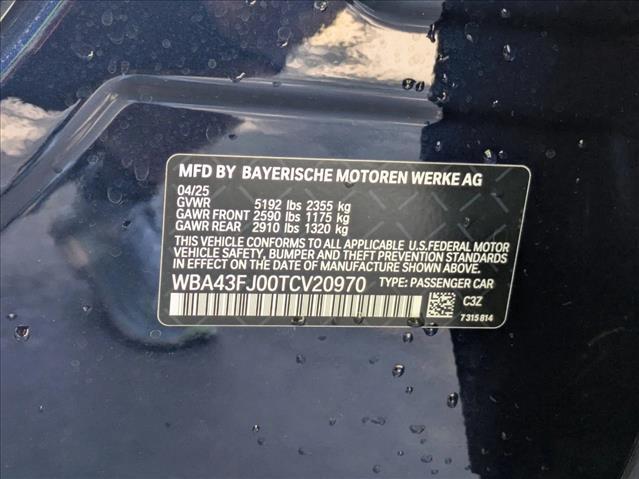 MFD BY BAYERISCHE MOTOREN WERKE AG
04/25
GVWR 5192 lbs 2355 kg
GAWR FRONT 2590 lbs 1175 kg
GAWR REAR 2910 lbs 1320 kg
THIS VEHICLE CONFORMS TO ALL APPLICABLE U.S. FEDERAL MOTOR
VEHICLE SAFETY, BUMPER AND THEFT PREVENTION STANDARDS
IN EFFECT ON THE DATE OF MANUFACTURE SHOWN ABOVE.
WBA43FJ00TCV20970 TYPE: PASSENGER CAR
C3Z
7315814